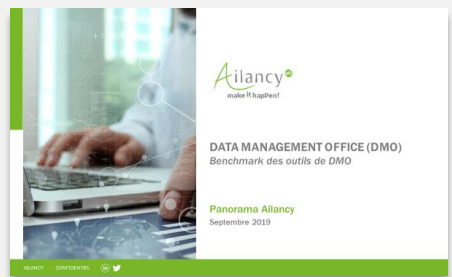 Ailancy
make it happen!
DATA MANAGEMENT OFFICE (DMO)
Benchmark des outils de DMO
Panorama Ailancy
Septembre 2019
AILANCY | CONFIDENTIEL in